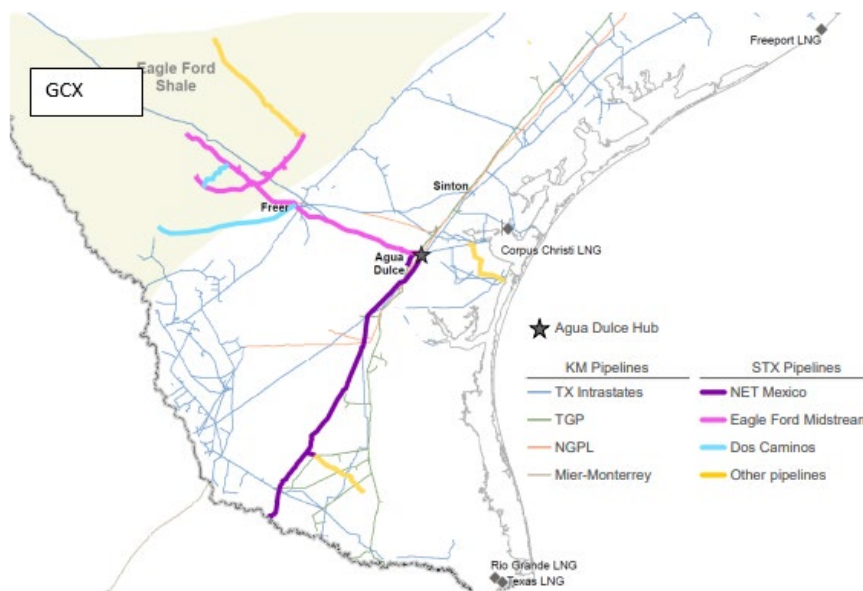 Freeport LNG
Eagle Ford
Shale
GCX
Sinton
Freer
Corpus Christi LNG
Agua
Dulce
Agua Dulce Hub
KM Pipelines
TX Intrastates
TGP
NGPL
Mier-Monterrey
STX Pipelines
NET Mexico
Eagle Ford Midstream
Dos Caminos
Other pipelines
Rio Grande LNG
Texas LNG